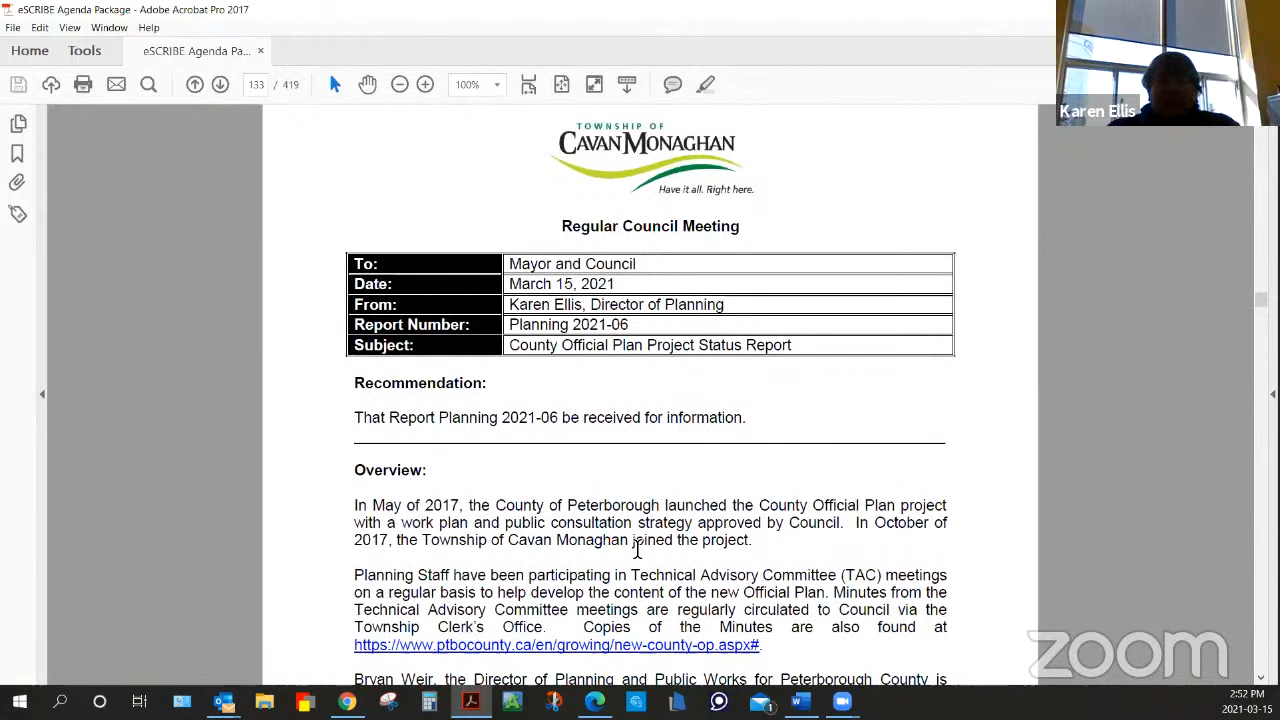 eSCRIBE Agenda Package - Adobe Acrobat Pro 2017
File Edit View Window Help
Home Tools eSCRIBE Agenda Pa... ×
133 / 419 100%
Karen Ellis
TOWNSHIP OF
CAVAN MONAGHAN
Have it all. Right here.
Regular Council Meeting
To: Mayor and Council
Date: March 15, 2021
From: Karen Ellis, Director of Planning
Report Number: Planning 2021-06
Subject: County Official Plan Project Status Report
Recommendation:
That Report Planning 2021-06 be received for information.
Overview:
In May of 2017, the County of Peterborough launched the County Official Plan project
with a work plan and public consultation strategy approved by Council. In October of
2017, the Township of Cavan Monaghan joined the project.
Planning Staff have been participating in Technical Advisory Committee (TAC) meetings
on a regular basis to help develop the content of the new Official Plan. Minutes from the
Technical Advisory Committee meetings are regularly circulated to Council via the
Township Clerk's Office. Copies of the Minutes are also found at
https://www.ptbocounty.ca/en/growing/new-county-op.aspx#.
Bryan Weir, the Director of Planning and Public Works for Peterborough County is
zoom
2:52 PM
2021-03-15